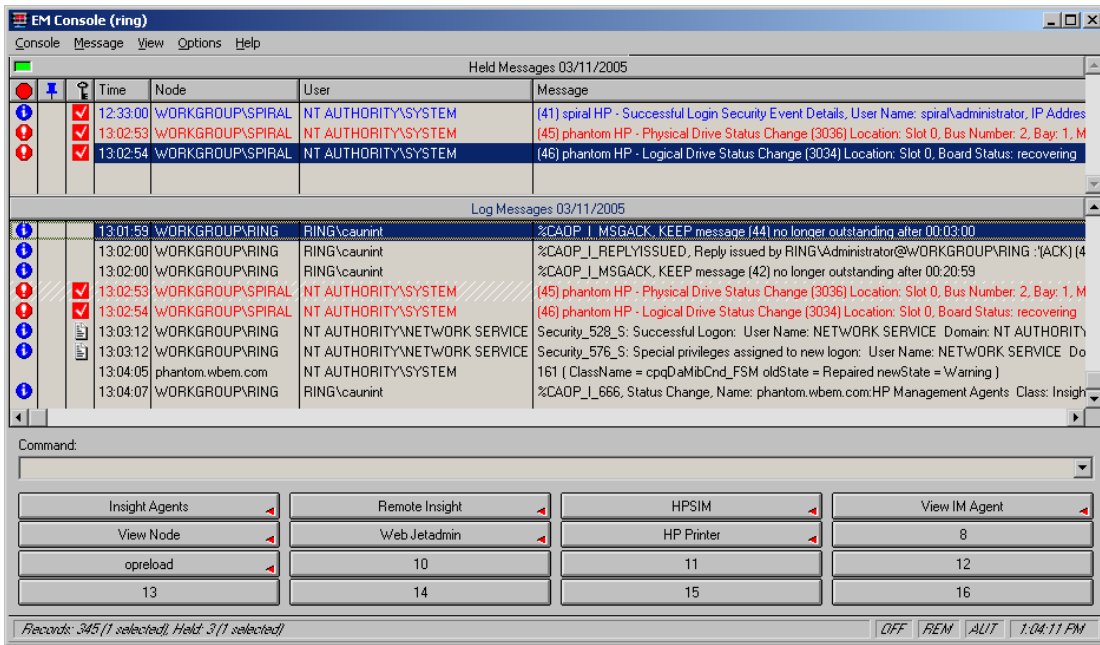 EM Console (ring)
Console Message View Options Help
Held Messages 03/11/2005
Time Node User Message
12:33:00 WORKGROUP\SPIRAL NT AUTHORITY\SYSTEM (41) spiral HP - Successful Login Security Event Details, User Name: spiral\administrator, IP Addres
13:02:53 WORKGROUP\SPIRAL NT AUTHORITY\SYSTEM (45) phantom HP - Physical Drive Status Change (3036) Location: Slot 0, Bus Number: 2, Bay: 1, M
13:02:54 WORKGROUP\SPIRAL NT AUTHORITY\SYSTEM (46) phantom HP - Logical Drive Status Change (3034) Location: Slot 0, Board Status: recovering
Log Messages 03/11/2005
13:01:59 WORKGROUP\RING RING\caunint %CAOP_I_MSGACK, KEEP message (44) no longer outstanding after 00:03:00
13:02:00 WORKGROUP\RING RING\caunint %CAOP_I_REPLYISSUED, Reply issued by RING\Administrator@WORKGROUP\RING :'(ACK) (4
13:02:00 WORKGROUP\RING RING\caunint %CAOP_I_MSGACK, KEEP message (42) no longer outstanding after 00:20:59
13:02:53 WORKGROUP\SPIRAL NT AUTHORITY\SYSTEM (45) phantom HP - Physical Drive Status Change (3036) Location: Slot 0, Bus Number: 2, Bay: 1, M
13:02:54 WORKGROUP\SPIRAL NT AUTHORITY\SYSTEM (46) phantom HP - Logical Drive Status Change (3034) Location: Slot 0, Board Status: recovering
13:03:12 WORKGROUP\RING NT AUTHORITY\NETWORK SERVICE Security_528_S: Successful Logon: User Name: NETWORK SERVICE Domain: NT AUTHORITY
13:03:12 WORKGROUP\RING NT AUTHORITY\NETWORK SERVICE Security_576_S: Special privileges assigned to new logon: User Name: NETWORK SERVICE Do
13:04:05 phantom.wbem.com NT AUTHORITY\SYSTEM 161 ( ClassName = cpqDaMibCnd_FSM oldState = Repaired newState = Warning )
13:04:07 WORKGROUP\RING RING\caunint %CAOP_I_666, Status Change, Name: phantom.wbem.com:HP Management Agents Class: Insigh
Command:
Insight Agents Remote Insight HPSIM View IM Agent
View Node Web Jetadmin HP Printer 8
opreload 10 11 12
13 14 15 16
Records: 345 (1 selected), Held: 3 (1 selected) OFF REM AUT 1:04:11 PM